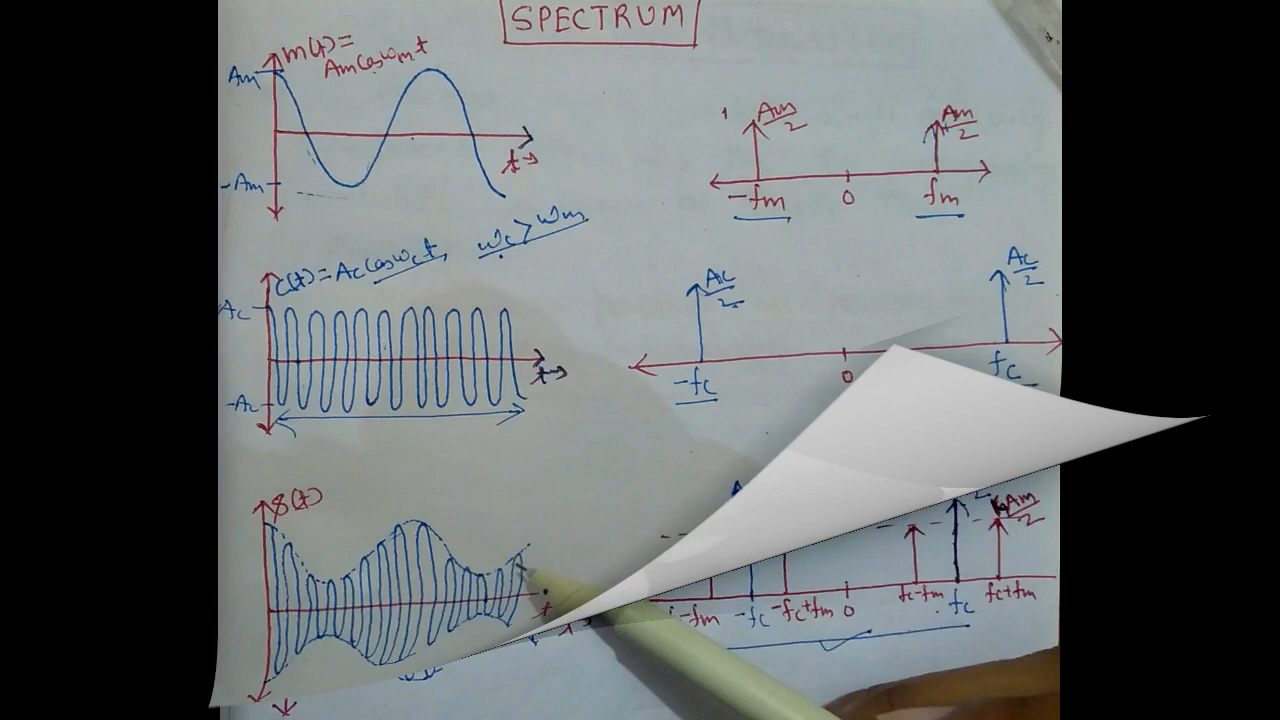 SPECTRUM
m(t)=
Am cos ωm t
Am
-Am
t→
Am/2
Am/2
-fm
0
fm
c(t) = Ac cos ωc t, ωc > ωm
Ac
-Ac
t→
Ac/2
Ac/2
-fc
0
fc
s(t)
t
A
2
Am/2
-fm
-fc
-fc+fm
0
fc-fm
fc
fc+fm